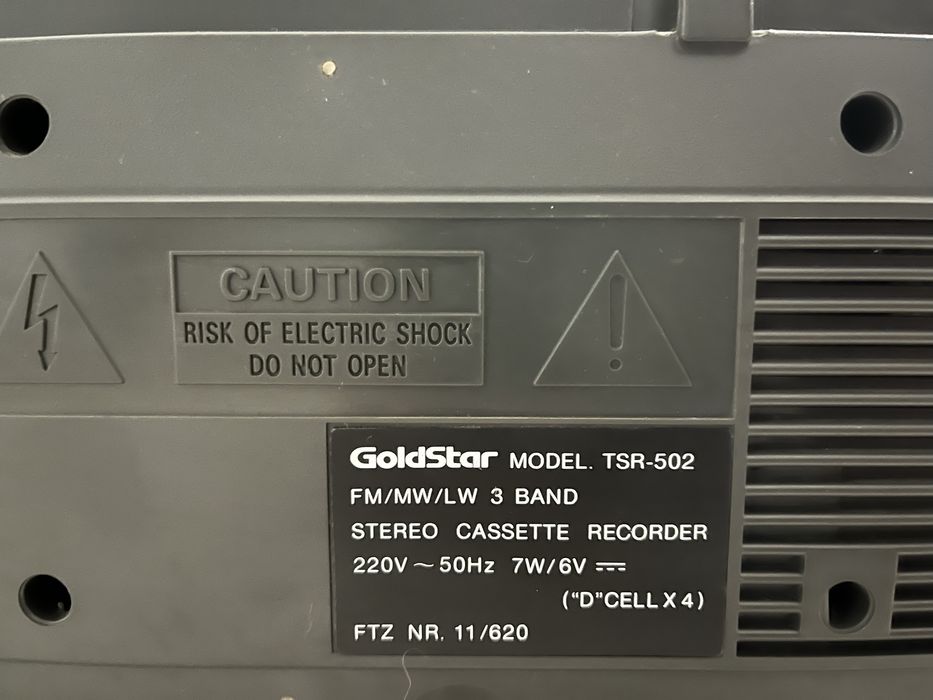 CAUTION
RISK OF ELECTRIC SHOCK
DO NOT OPEN
GoldStar MODEL. TSR-502
FM/MW/LW 3 BAND
STEREO CASSETTE RECORDER
220V ~ 50Hz 7W/6V ⎓
("D"CELL X 4)
FTZ NR. 11/620